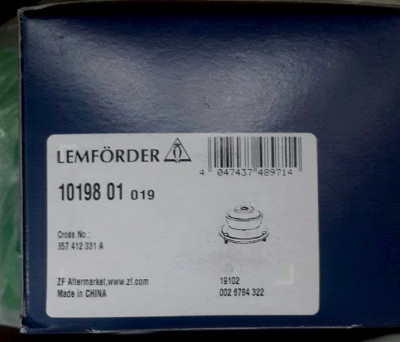 LEMFÖRDER
4 047437 489714
10198 01 019
Cross No.:
357 412 331 A
ZF Aftermarket,www.zf.com
Made in CHINA
19102
002 6784 322